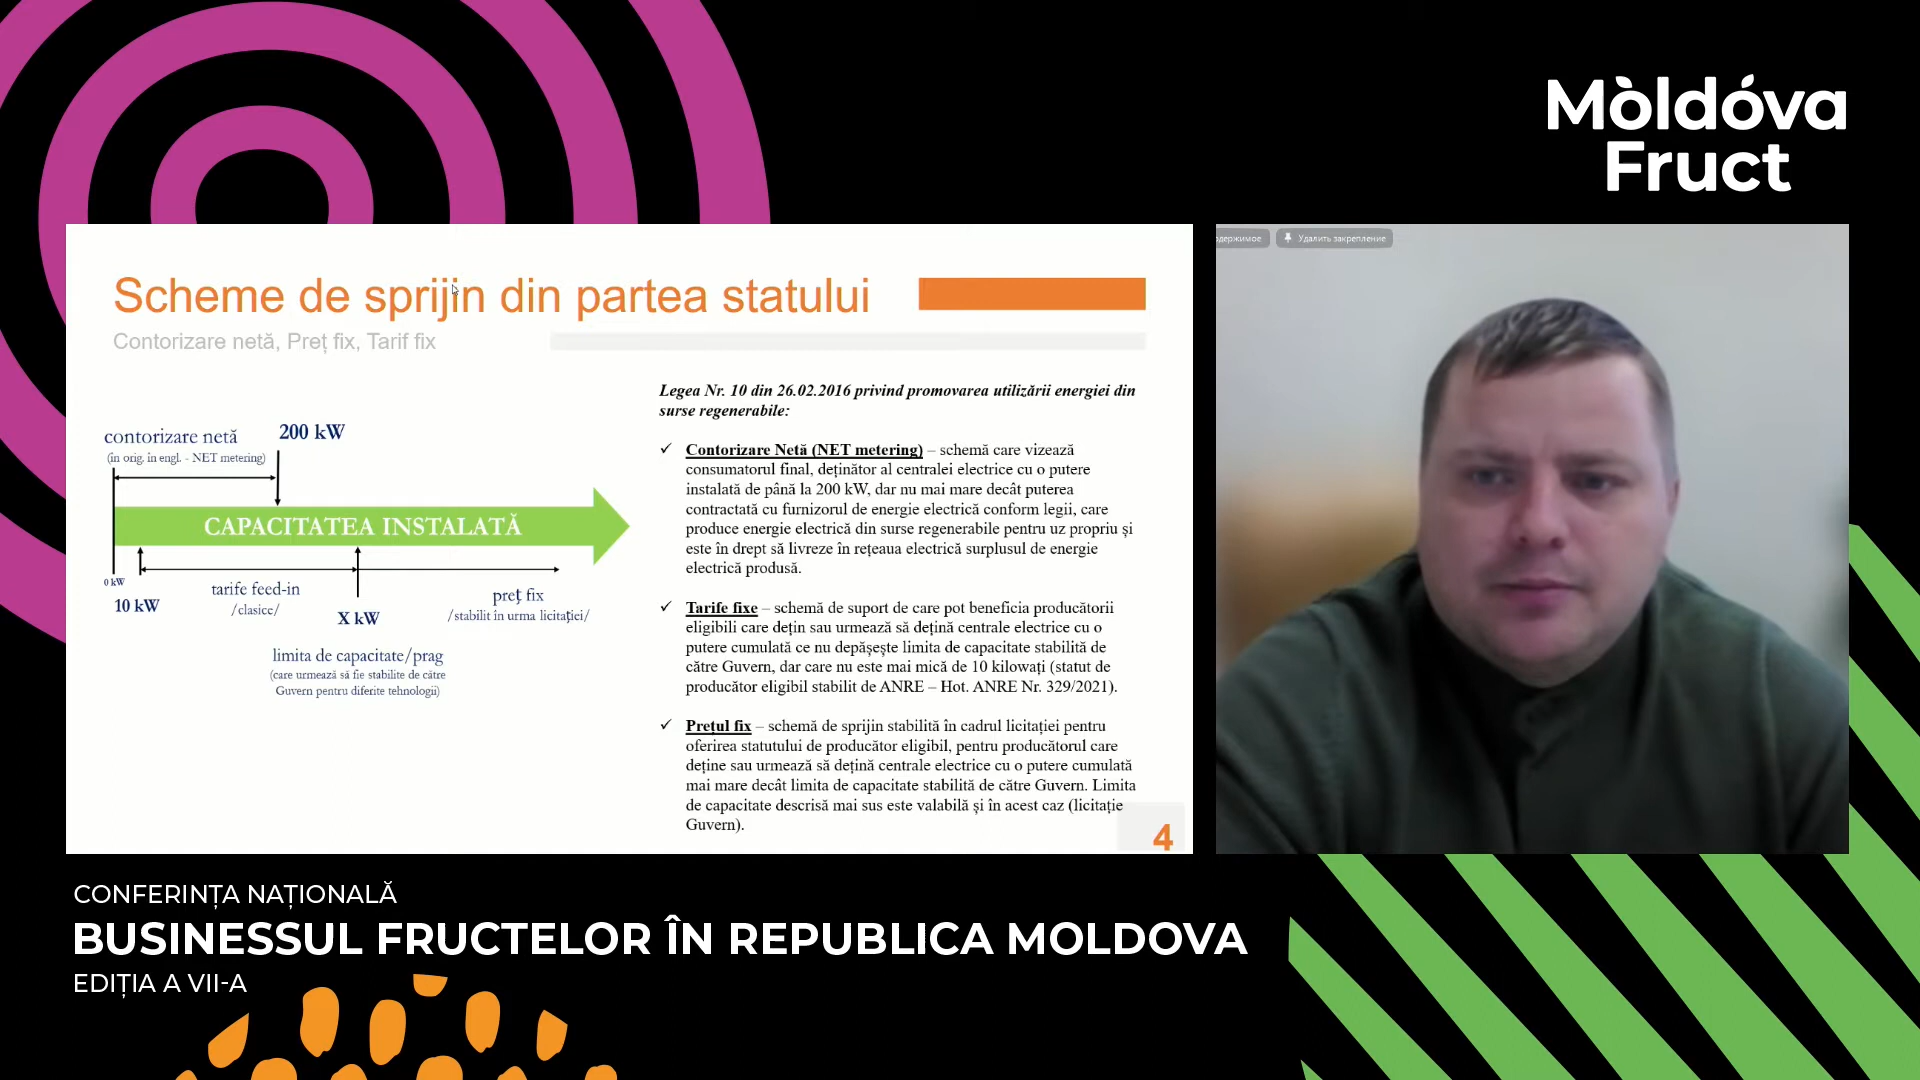 Mòldóva
Fruct
одержимое
Удалить закрепление
Scheme de sprijin din partea statului
Contorizare netă, Preț fix, Tarif fix
contorizare netă
(în orig. în engl. - NET metering)
200 kW
CAPACITATEA INSTALATĂ
0 kW
10 kW
tarife feed-in
/clasice/
X kW
preț fix
/stabilit în urma licitației/
limita de capacitate/prag
(care urmează să fie stabilite de către
Guvern pentru diferite tehnologii)
Legea Nr. 10 din 26.02.2016 privind promovarea utilizării energiei din
surse regenerabile:
✓ Contorizare Netă (NET metering) – schemă care vizează
consumatorul final, deținător al centralei electrice cu o putere
instalată de până la 200 kW, dar nu mai mare decât puterea
contractată cu furnizorul de energie electrică conform legii, care
produce energie electrică din surse regenerabile pentru uz propriu și
este în drept să livreze în rețeaua electrică surplusul de energie
electrică produsă.
✓ Tarife fixe – schemă de suport de care pot beneficia producătorii
eligibili care dețin sau urmează să dețină centrale electrice cu o
putere cumulată ce nu depășește limita de capacitate stabilită de
către Guvern, dar care nu este mai mică de 10 kilowați (statut de
producător eligibil stabilit de ANRE – Hot. ANRE Nr. 329/2021).
✓ Prețul fix – schemă de sprijin stabilită în cadrul licitației pentru
oferirea statutului de producător eligibil, pentru producătorul care
deține sau urmează să dețină centrale electrice cu o putere cumulată
mai mare decât limita de capacitate stabilită de către Guvern. Limita
de capacitate descrisă mai sus este valabilă și în acest caz (licitație
Guvern).
4
CONFERINȚA NAȚIONALĂ
BUSINESSUL FRUCTELOR ÎN REPUBLICA MOLDOVA
EDIȚIA A VII-A